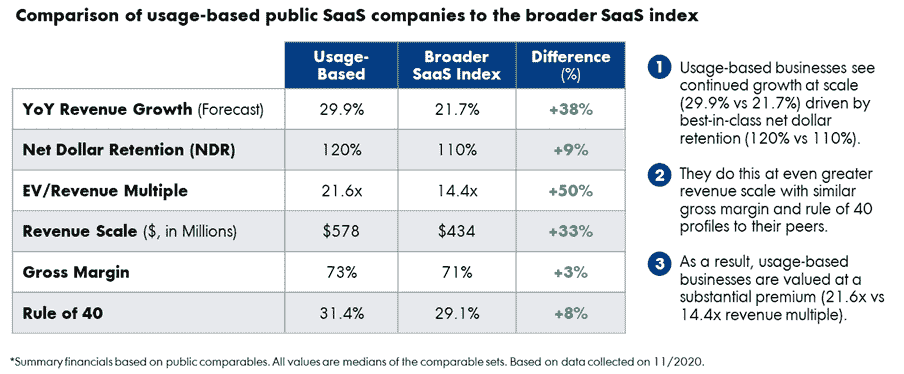 Comparison of usage-based public SaaS companies to the broader SaaS index
Usage-
Based
Broader
SaaS Index
Difference
(%)
YoY Revenue Growth (Forecast) 29.9% 21.7% +38%
Net Dollar Retention (NDR) 120% 110% +9%
EV/Revenue Multiple 21.6x 14.4x +50%
Revenue Scale ($, in Millions) $578 $434 +33%
Gross Margin 73% 71% +3%
Rule of 40 31.4% 29.1% +8%
1 Usage-based businesses see
continued growth at scale
(29.9% vs 21.7%) driven by
best-in-class net dollar
retention (120% vs 110%).
2 They do this at even greater
revenue scale with similar
gross margin and rule of 40
profiles to their peers.
3 As a result, usage-based
businesses are valued at a
substantial premium (21.6x vs
14.4x revenue multiple).
*Summary financials based on public comparables. All values are medians of the comparable sets. Based on data collected on 11/2020.